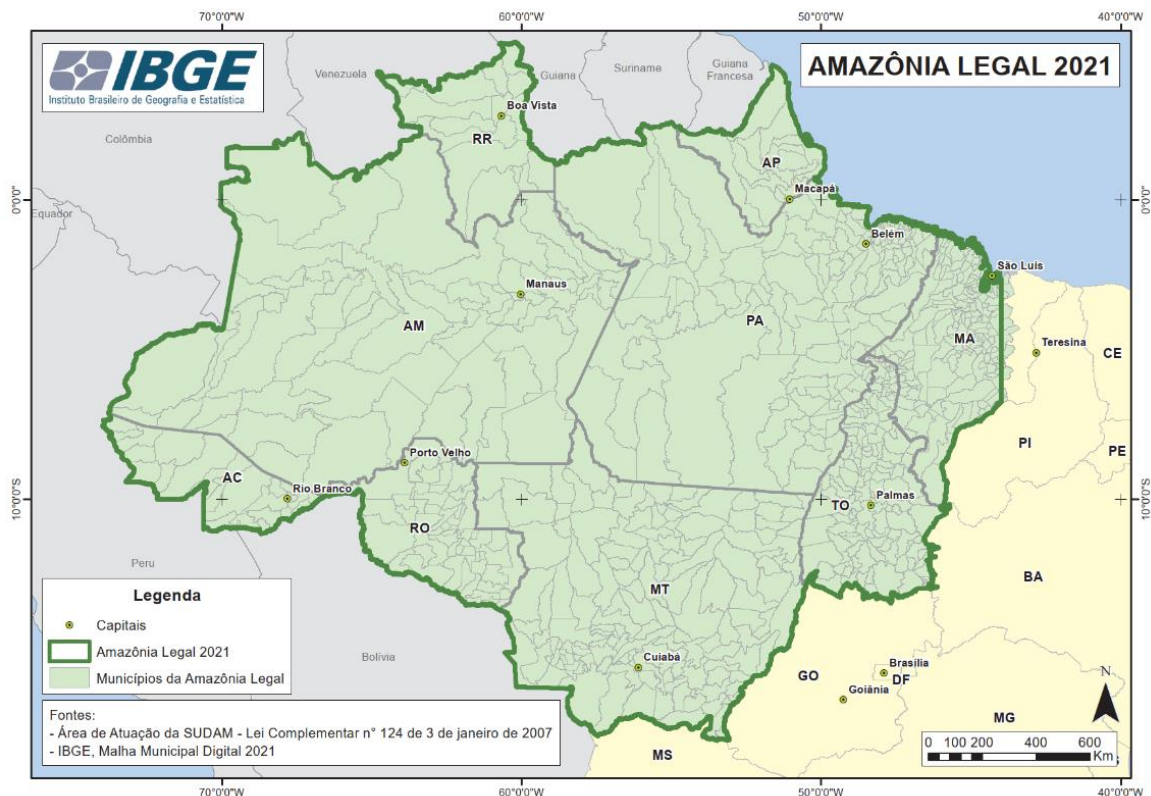 70°0'0"W 60°0'0"W 50°0'0"W 40°0'0"W
IBGE
Instituto Brasileiro de Geografia e Estatística
AMAZÔNIA LEGAL 2021
Venezuela
Guiana
Suriname
Guiana
Francesa
Colômbia
Boa Vista
RR
AP
Macapá
0°0'0"
0°0'0"
Equador
Belém
São Luís
Manaus
AM
PA
MA
Teresina
CE
PI
PE
Porto Velho
AC
Rio Branco
10°0'0"S
10°0'0"S
RO
TO
Palmas
Peru
MT
BA
Legenda
Capitais
Amazônia Legal 2021
Municípios da Amazônia Legal
Bolívia
Cuiabá
GO
Brasília
DF
Goiânia
N
MG
MS
Fontes:
- Área de Atuação da SUDAM - Lei Complementar n° 124 de 3 de janeiro de 2007
- IBGE, Malha Municipal Digital 2021
0 100 200 400 600
Km
70°0'0"W 60°0'0"W 50°0'0"W 40°0'0"W